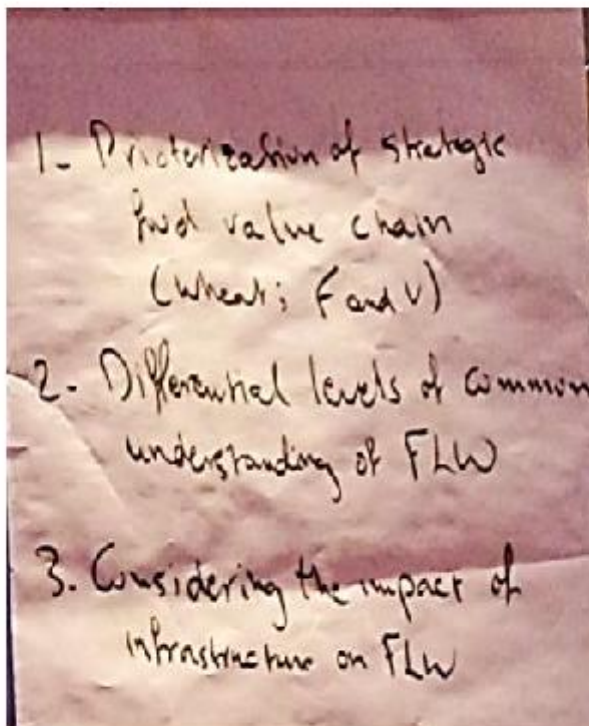 1- Prioterization of strategic
food value chain
(wheat; F and V)
2- Differential levels of common
understanding of FLW
3. Considering the impact of
infrastructure on FLW